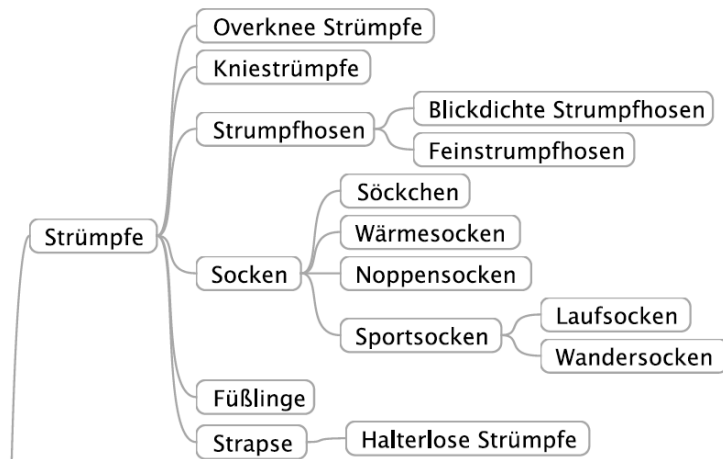 Overknee Strümpfe
Kniestrümpfe
Blickdichte Strumpfhosen
Strumpfhosen
Feinstrumpfhosen
Söckchen
Strümpfe
Wärmesocken
Socken
Noppensocken
Laufsocken
Sportsocken
Wandersocken
Füßlinge
Strapse
Halterlose Strümpfe